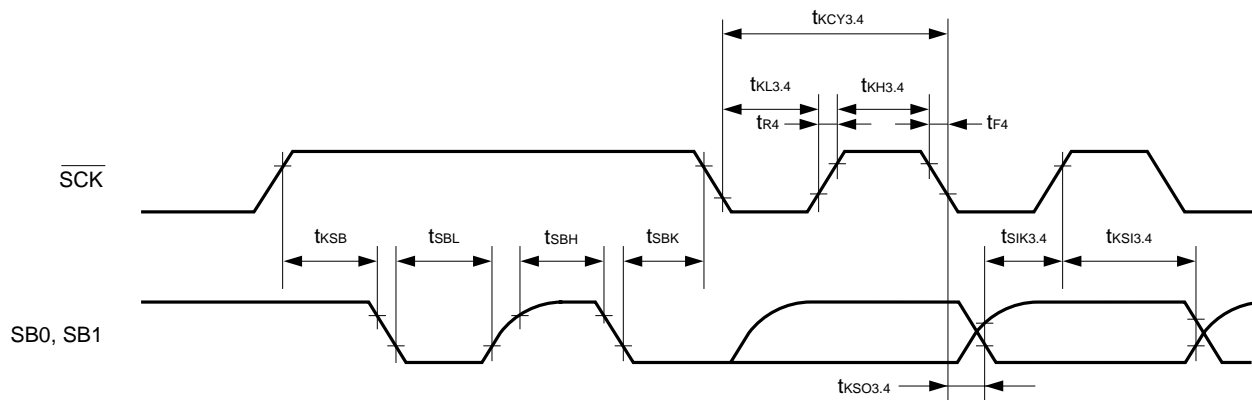 tKCY3.4
tKL3.4
tKH3.4
tR4
tF4
SCK
tKSB
tSBL
tSBH
tSBK
tSIK3.4
tKSI3.4
SB0, SB1
tKSO3.4